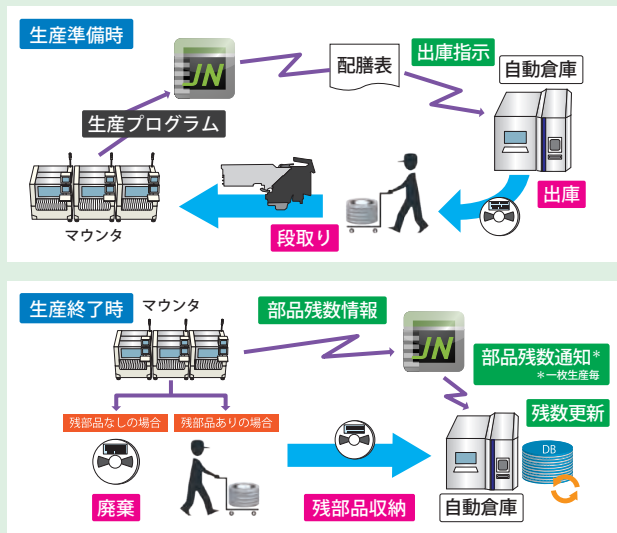 生産準備時
JN
配膳表
出庫指示
自動倉庫
生産プログラム
マウンタ
段取り
出庫
生産終了時
マウンタ
部品残数情報
JN
部品残数通知*
*一枚生産毎
残数更新
残部品なしの場合
残部品ありの場合
DB
廃棄
残部品収納
自動倉庫